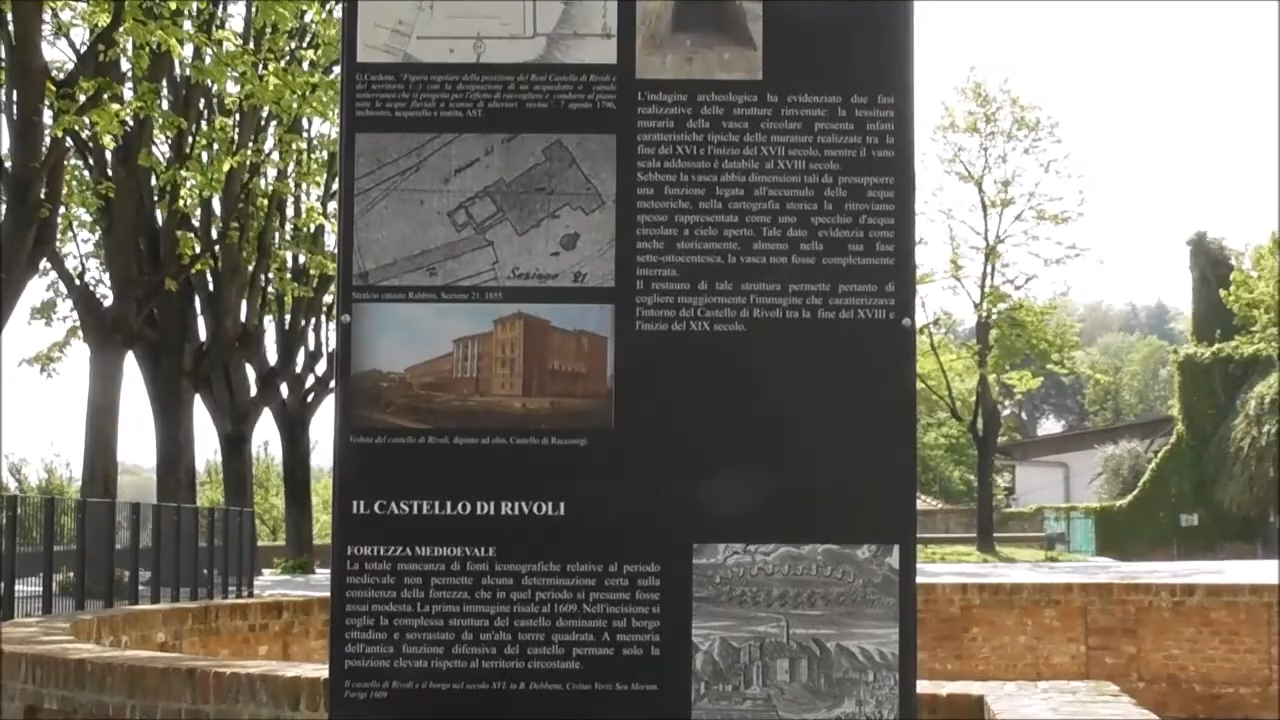 G.Cardone, "Figura regolare della posizione del Real Castello di Rivoli e
del territorio (...) con la designazione di un acquedotto o canale
sotterraneo che si progetta per l'effetto di raccogliere e condurre al piano
tutte le acque fluviali a scanso di ulteriori rovine". 7 agosto 1796,
inchiostro, acquerello e matita, AST.
Sezione 21
Stralcio catasto Rabbini, Sezione 21, 1855.
Veduta del castello di Rivoli, dipinto ad olio, Castello di Racconigi.
L'indagine archeologica ha evidenziato due fasi
realizzative delle strutture rinvenute: la tessitura
muraria della vasca circolare presenta infatti
caratteristiche tipiche delle murature realizzate tra la
fine del XVI e l'inizio del XVII secolo, mentre il vano
scala addossato è databile al XVIII secolo.
Sebbene la vasca abbia dimensioni tali da presupporre
una funzione legata all'accumulo delle acque
meteoriche, nella cartografia storica la ritroviamo
spesso rappresentata come uno specchio d'acqua
circolare a cielo aperto. Tale dato evidenzia come
anche storicamente, almeno nella sua fase
sette-ottocentesca, la vasca non fosse completamente
interrata.
Il restauro di tale struttura permette pertanto di
cogliere maggiormente l'immagine che caratterizzava
l'intorno del Castello di Rivoli tra la fine del XVIII e
l'inizio del XIX secolo.
IL CASTELLO DI RIVOLI
FORTEZZA MEDIOEVALE
La totale mancanza di fonti iconografiche relative al periodo
medievale non permette alcuna determinazione certa sulla
consitenza della fortezza, che in quel periodo si presume fosse
assai modesta. La prima immagine risale al 1609. Nell'incisione si
coglie la complessa struttura del castello dominante sul borgo
cittadino e sovrastato da un'alta torrre quadrata. A memoria
dell'antica funzione difensiva del castello permane solo la
posizione elevata rispetto al territorio circostante.
Il castello di Rivoli e il borgo nel secolo XVI, in B. Debbene, Civitas Veris Seu Morum.
Parigi 1609